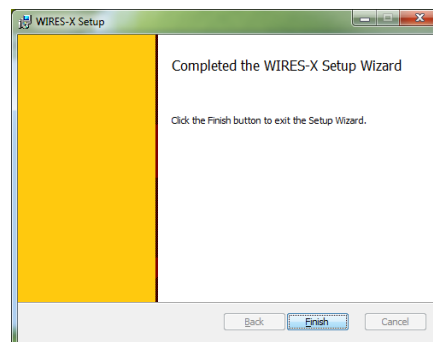 WIRES-X Setup
Completed the WIRES-X Setup Wizard
Click the Finish button to exit the Setup Wizard.
Back Finish Cancel